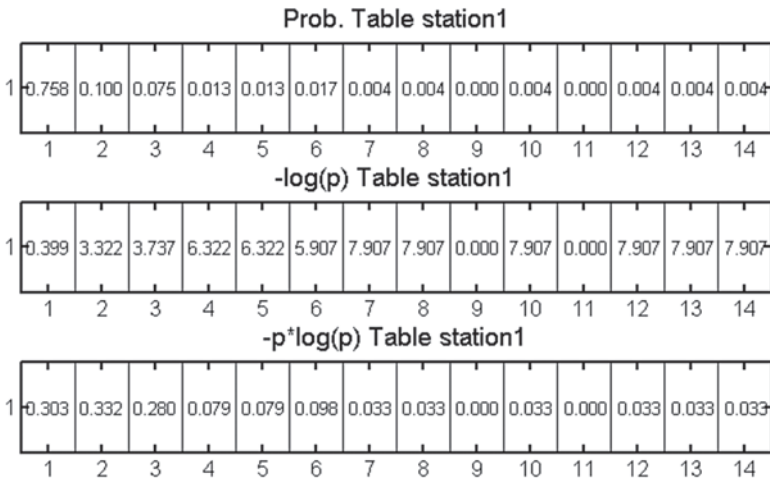 Prob. Table station1
1 0.758 0.100 0.075 0.013 0.013 0.017 0.004 0.004 0.000 0.004 0.000 0.004 0.004 0.004
1 2 3 4 5 6 7 8 9 10 11 12 13 14
-log(p) Table station1
1 0.399 3.322 3.737 6.322 6.322 5.907 7.907 7.907 0.000 7.907 0.000 7.907 7.907 7.907
1 2 3 4 5 6 7 8 9 10 11 12 13 14
-p*log(p) Table station1
1 0.303 0.332 0.280 0.079 0.079 0.098 0.033 0.033 0.000 0.033 0.000 0.033 0.033 0.033
1 2 3 4 5 6 7 8 9 10 11 12 13 14